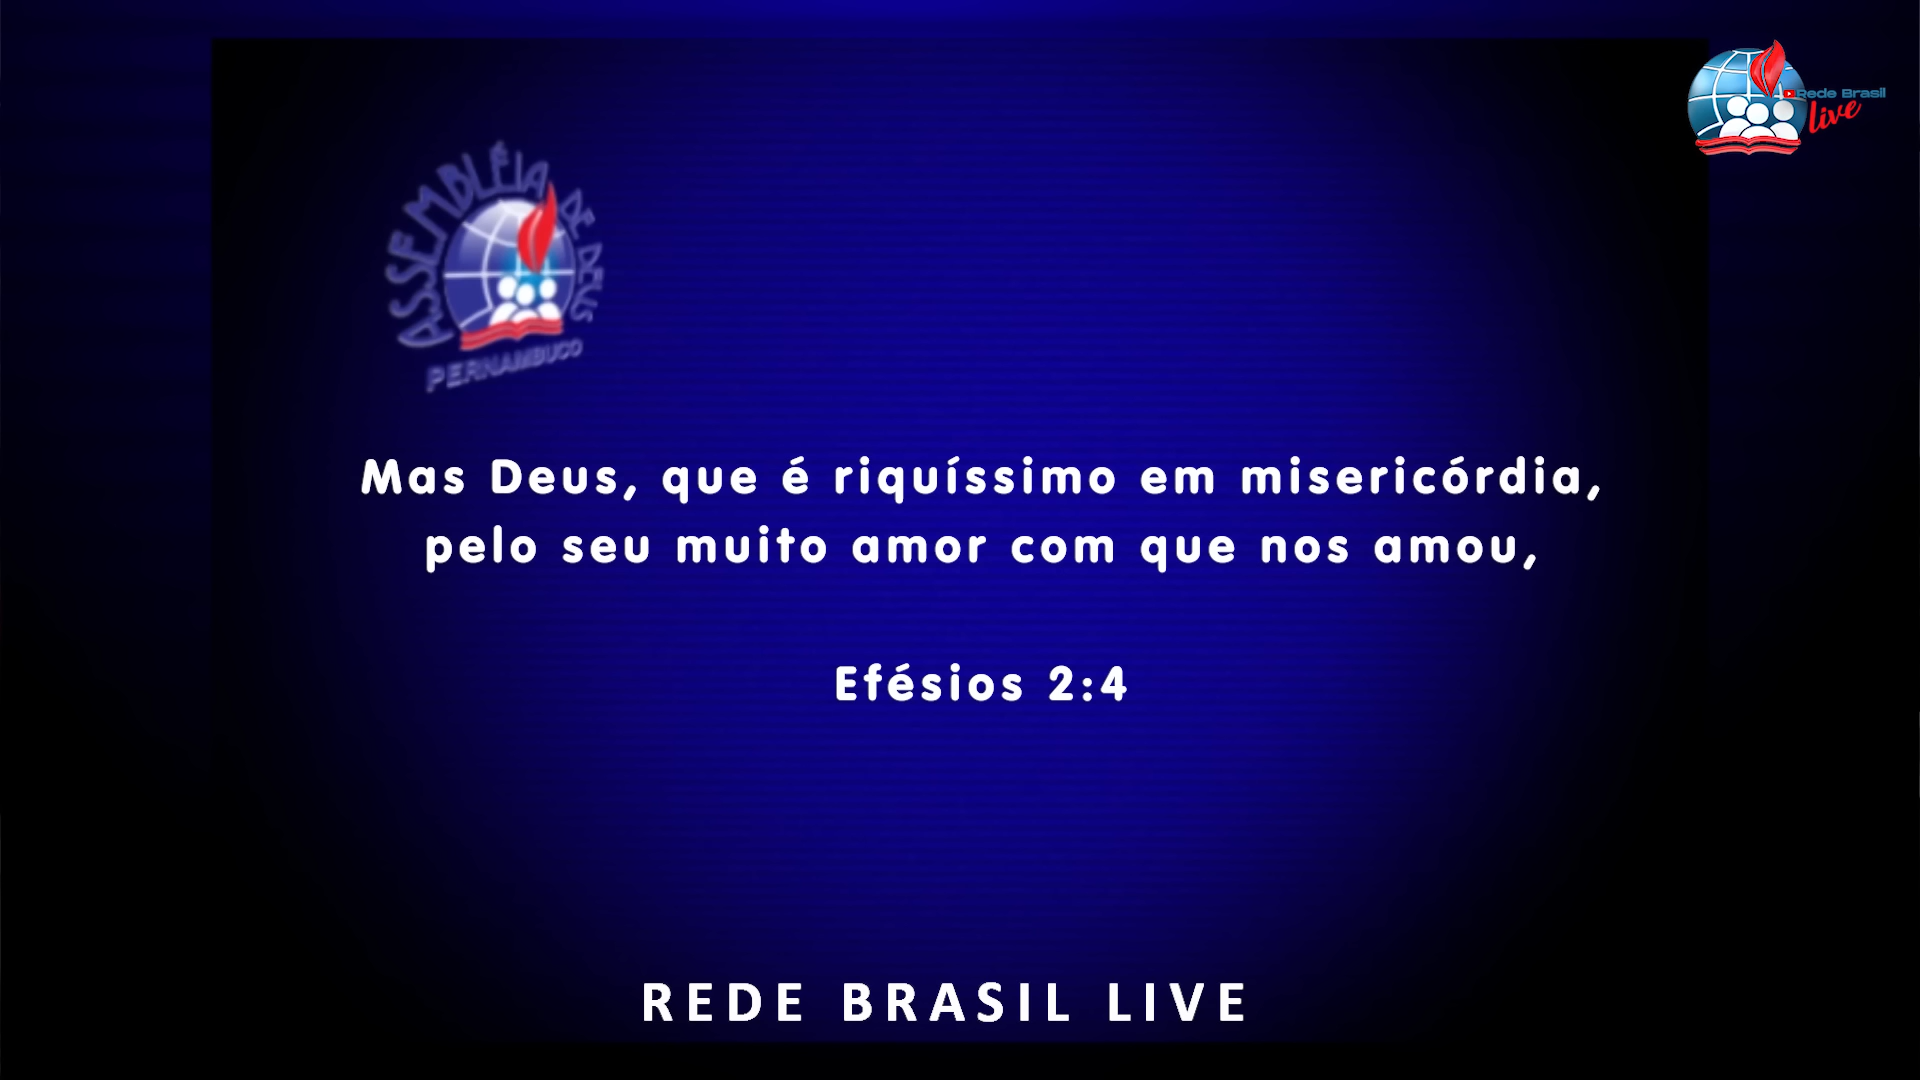 Rede Brasil
live
ASSEMBLÉIA DE DEUS
PERNAMBUCO
Mas Deus, que é riquíssimo em misericórdia,
pelo seu muito amor com que nos amou,
Efésios 2:4
REDE BRASIL LIVE